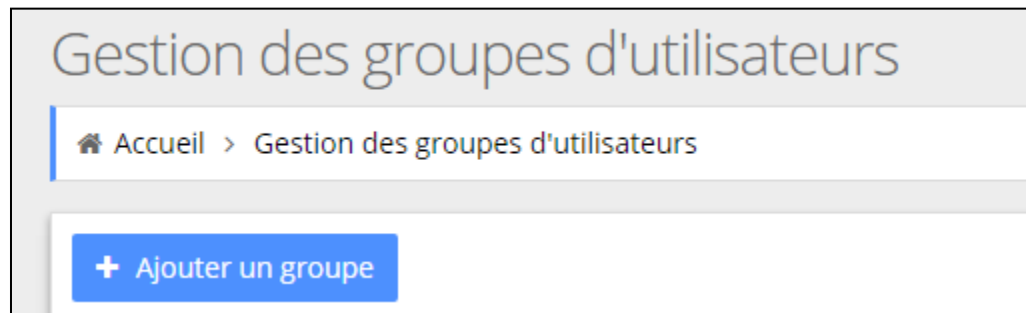 Gestion des groupes d'utilisateurs
Accueil > Gestion des groupes d'utilisateurs
+ Ajouter un groupe